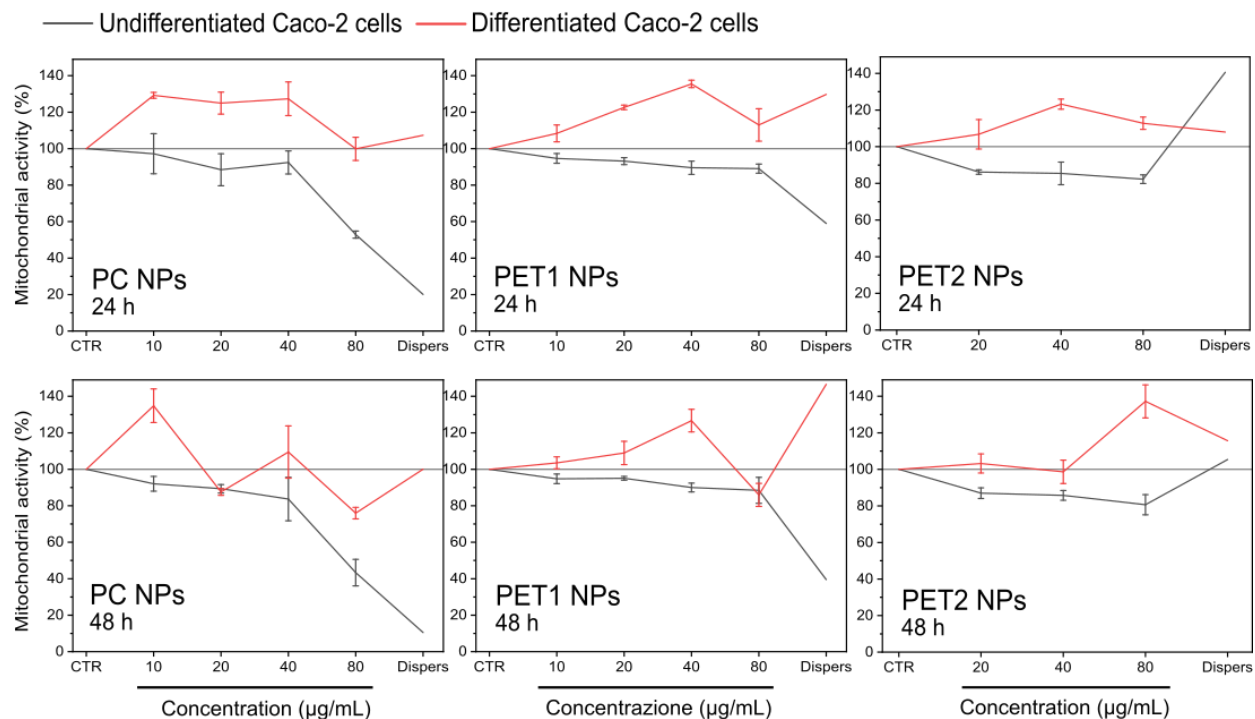 Undifferentiated Caco-2 cells Differentiated Caco-2 cells
Mitochondrial activity (%)
140
120
100
80
60
40
20
0
PC NPs
24 h
CTR 10 20 40 80 Dispers
140
120
100
80
60
40
20
0
PET1 NPs
24 h
CTR 10 20 40 80 Dispers
140
120
100
80
60
40
20
0
PET2 NPs
24 h
CTR 20 40 80 Dispers
Mitochondrial activity (%)
140
120
100
80
60
40
20
0
PC NPs
48 h
CTR 10 20 40 80 Dispers
Concentration (μg/mL)
140
120
100
80
60
40
20
0
PET1 NPs
48 h
CTR 10 20 40 80 Dispers
Concentrazione (μg/mL)
140
120
100
80
60
40
20
0
PET2 NPs
48 h
CTR 20 40 80 Dispers
Concentration (μg/mL)